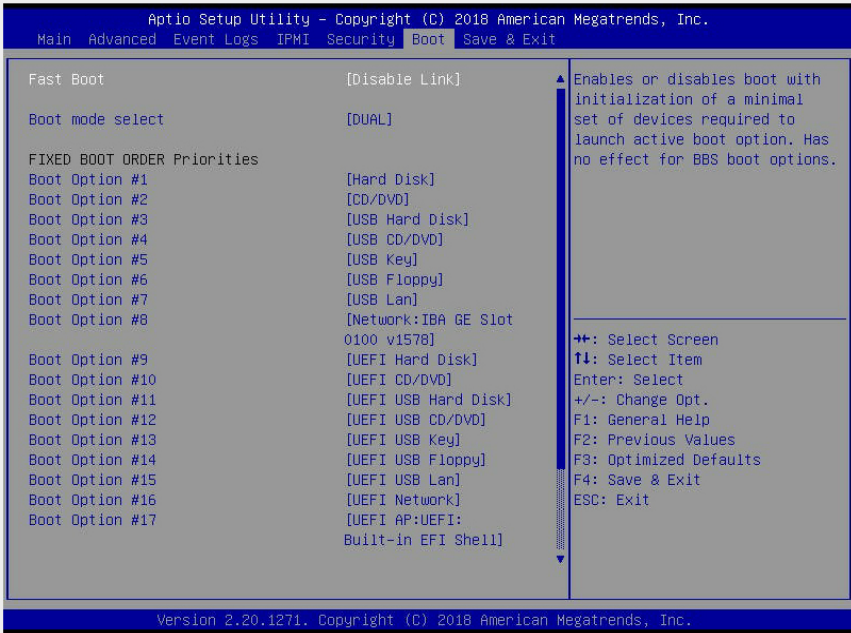 Aptio Setup Utility – Copyright (C) 2018 American Megatrends, Inc.
Main Advanced Event Logs IPMI Security Boot Save & Exit
Fast Boot [Disable Link]
Boot mode select [DUAL]
FIXED BOOT ORDER Priorities
Boot Option #1 [Hard Disk]
Boot Option #2 [CD/DVD]
Boot Option #3 [USB Hard Disk]
Boot Option #4 [USB CD/DVD]
Boot Option #5 [USB Key]
Boot Option #6 [USB Floppy]
Boot Option #7 [USB Lan]
Boot Option #8 [Network:IBA GE Slot
0100 v1578]
Boot Option #9 [UEFI Hard Disk]
Boot Option #10 [UEFI CD/DVD]
Boot Option #11 [UEFI USB Hard Disk]
Boot Option #12 [UEFI USB CD/DVD]
Boot Option #13 [UEFI USB Key]
Boot Option #14 [UEFI USB Floppy]
Boot Option #15 [UEFI USB Lan]
Boot Option #16 [UEFI Network]
Boot Option #17 [UEFI AP:UEFI:
Built-in EFI Shell]
Enables or disables boot with
initialization of a minimal
set of devices required to
launch active boot option. Has
no effect for BBS boot options.
→←: Select Screen
↑↓: Select Item
Enter: Select
+/-: Change Opt.
F1: General Help
F2: Previous Values
F3: Optimized Defaults
F4: Save & Exit
ESC: Exit
Version 2.20.1271. Copyright (C) 2018 American Megatrends, Inc.